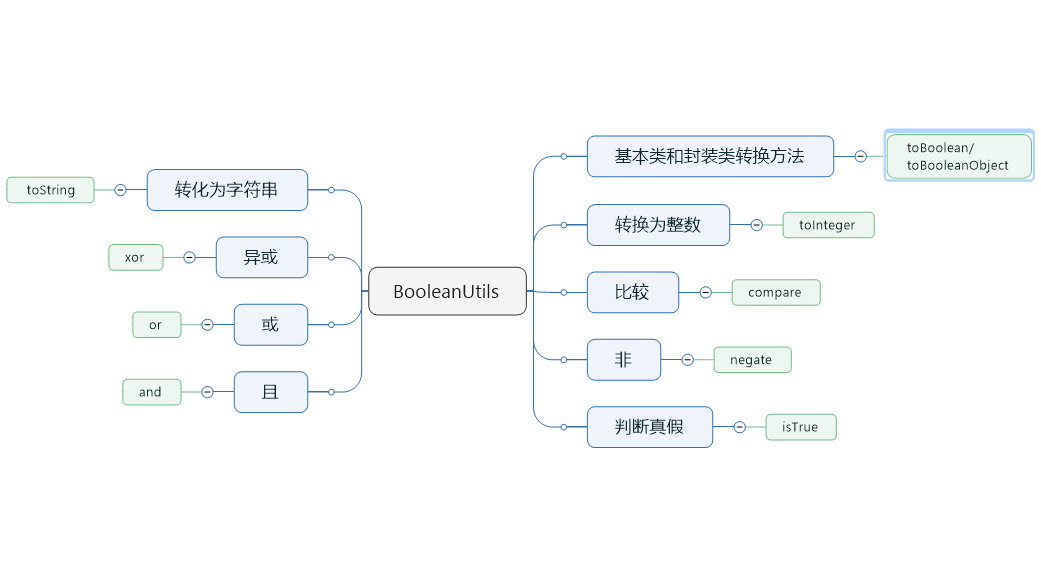 BooleanUtils
基本类和封装类转换方法
toBoolean/
toBooleanObject
转换为整数
toInteger
比较
compare
非
negate
判断真假
isTrue
转化为字符串
toString
异或
xor
或
or
且
and